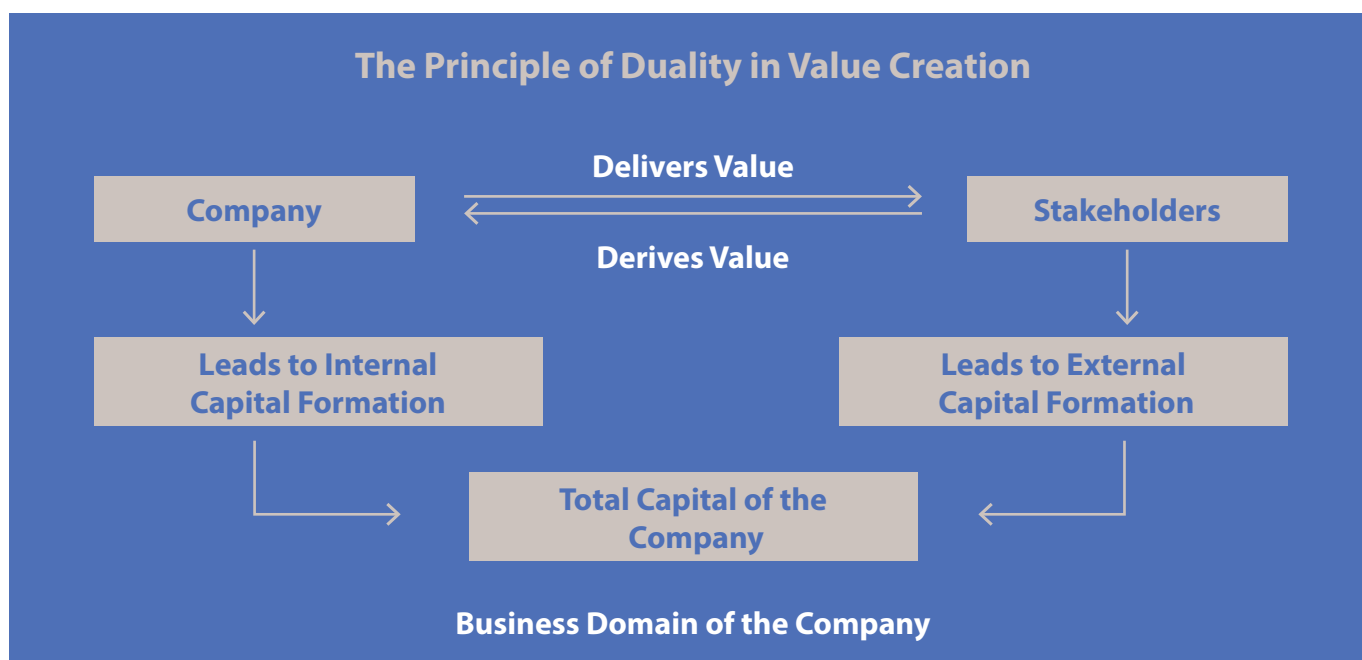 The Principle of Duality in Value Creation
Delivers Value
Company
Stakeholders
Derives Value
Leads to Internal
Capital Formation
Leads to External
Capital Formation
Total Capital of the
Company
Business Domain of the Company